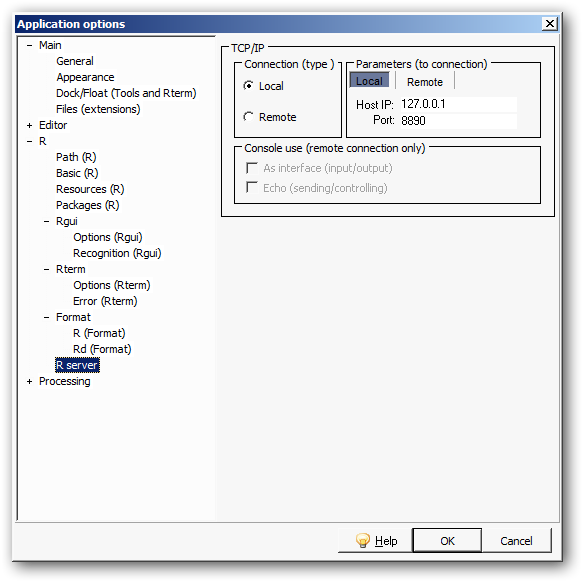 Application options
Main
General
Appearance
Dock/Float (Tools and Rterm)
Files (extensions)
Editor
R
Path (R)
Basic (R)
Resources (R)
Packages (R)
Rgui
Options (Rgui)
Recognition (Rgui)
Rterm
Options (Rterm)
Error (Rterm)
Format
R (Format)
Rd (Format)
R server
Processing
TCP/IP
Connection (type )
Local
Remote
Parameters (to connection)
Local Remote
Host IP: 127.0.0.1
Port: 8890
Console use (remote connection only)
As interface (input/output)
Echo (sending/controlling)
Help OK Cancel